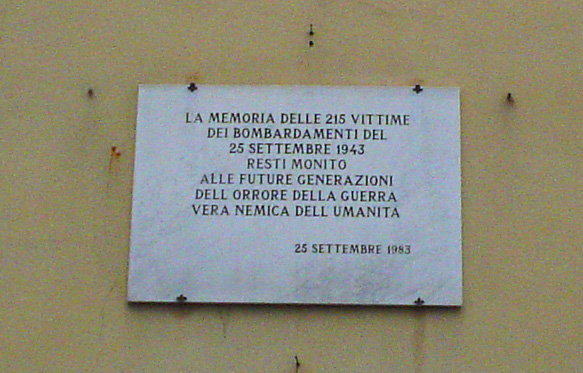 LA MEMORIA DELLE 215 VITTIME
DEI BOMBARDAMENTI DEL
25 SETTEMBRE 1943
RESTI MONITO
ALLE FUTURE GENERAZIONI
DELL ORRORE DELLA GUERRA
VERA NEMICA DELL UMANITA
25 SETTEMBRE 1983